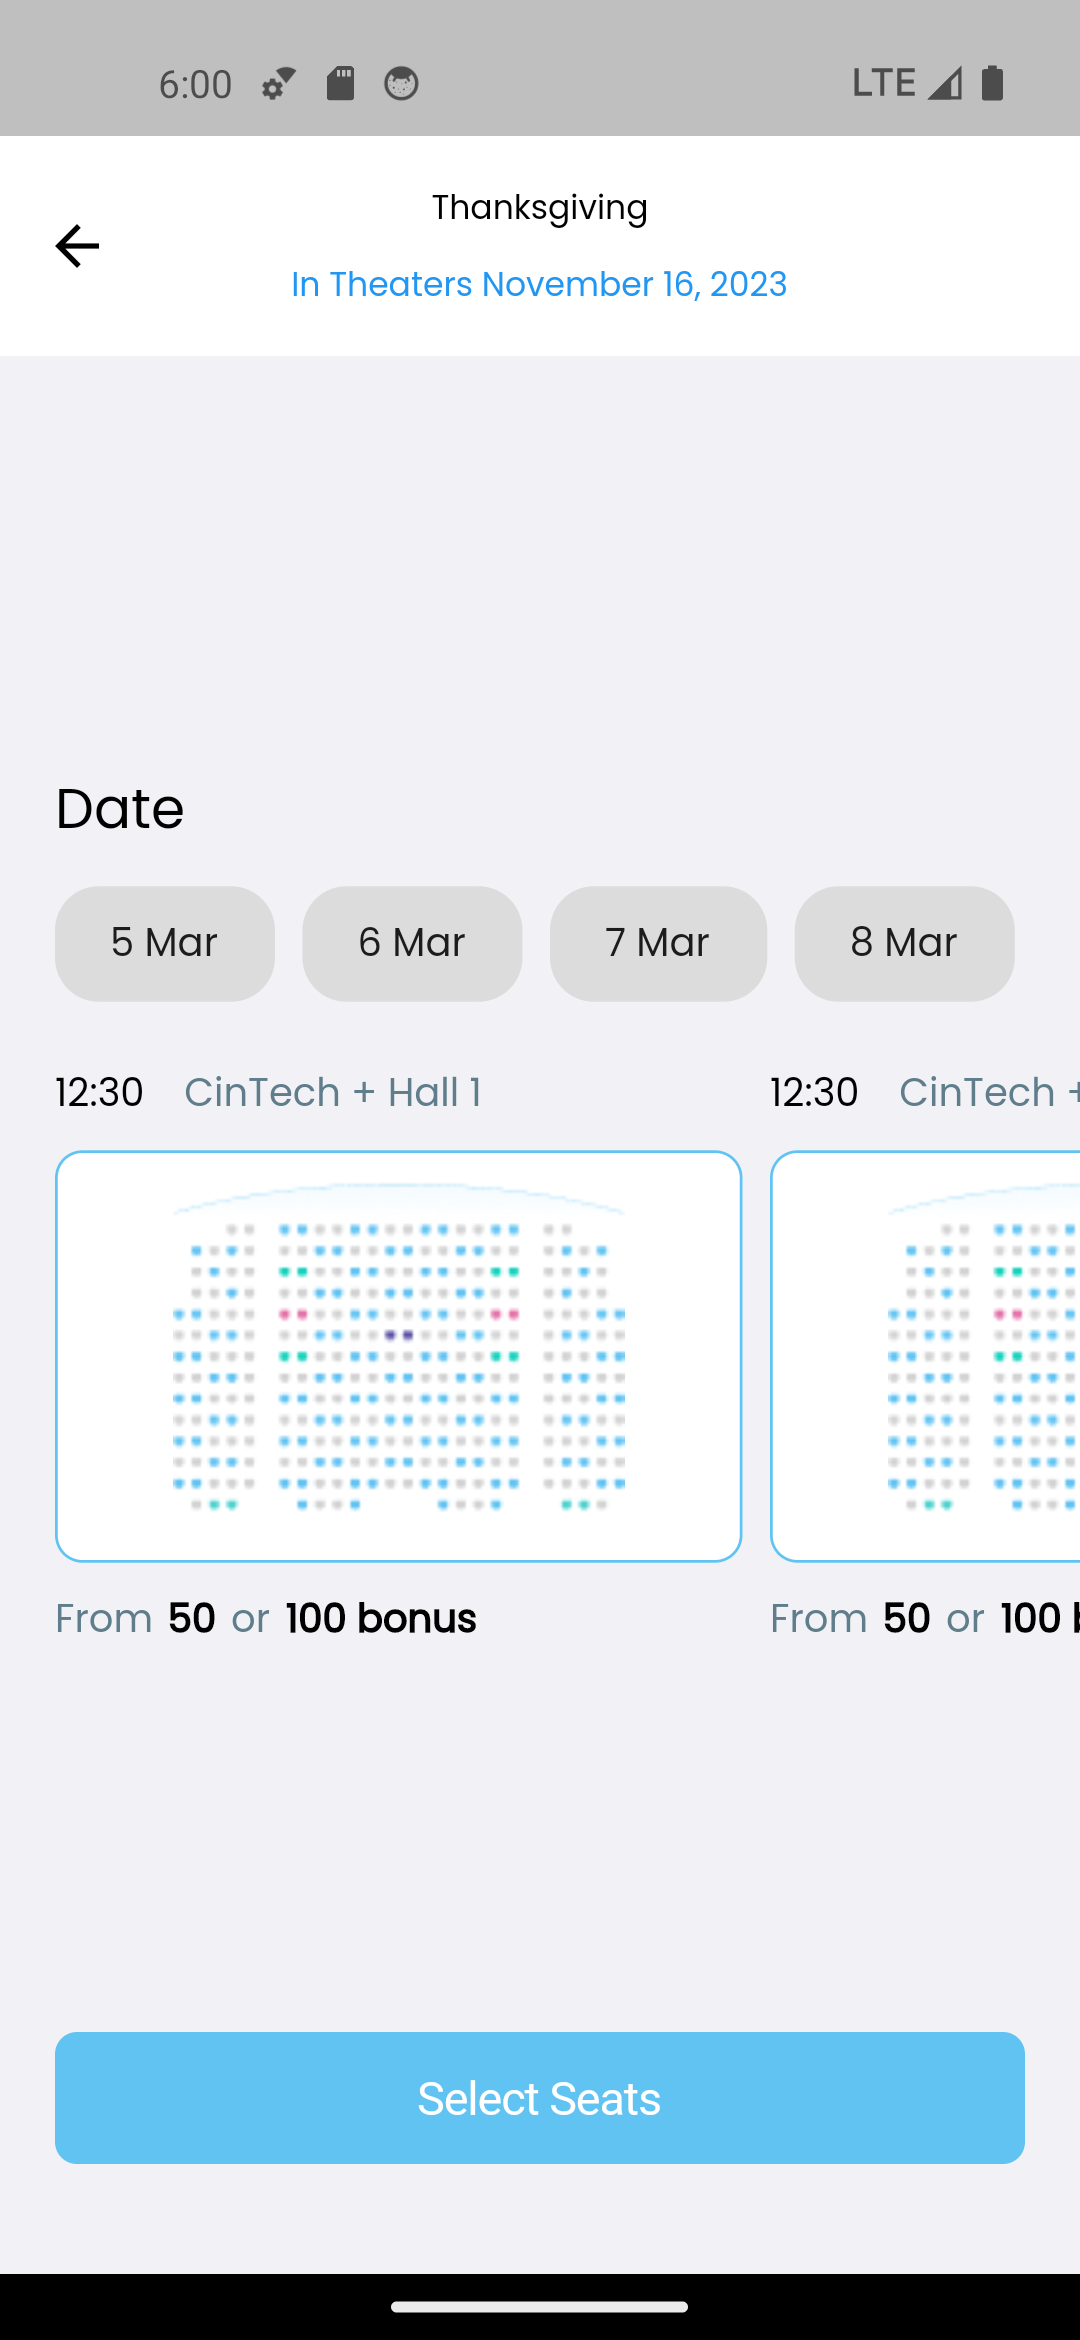 6:00 LTE
Thanksgiving
In Theaters November 16, 2023
Date
5 Mar 6 Mar 7 Mar 8 Mar
12:30 CinTech + Hall 1 12:30 CinTech +
From 50 or 100 bonus From 50 or 100 b
Select Seats